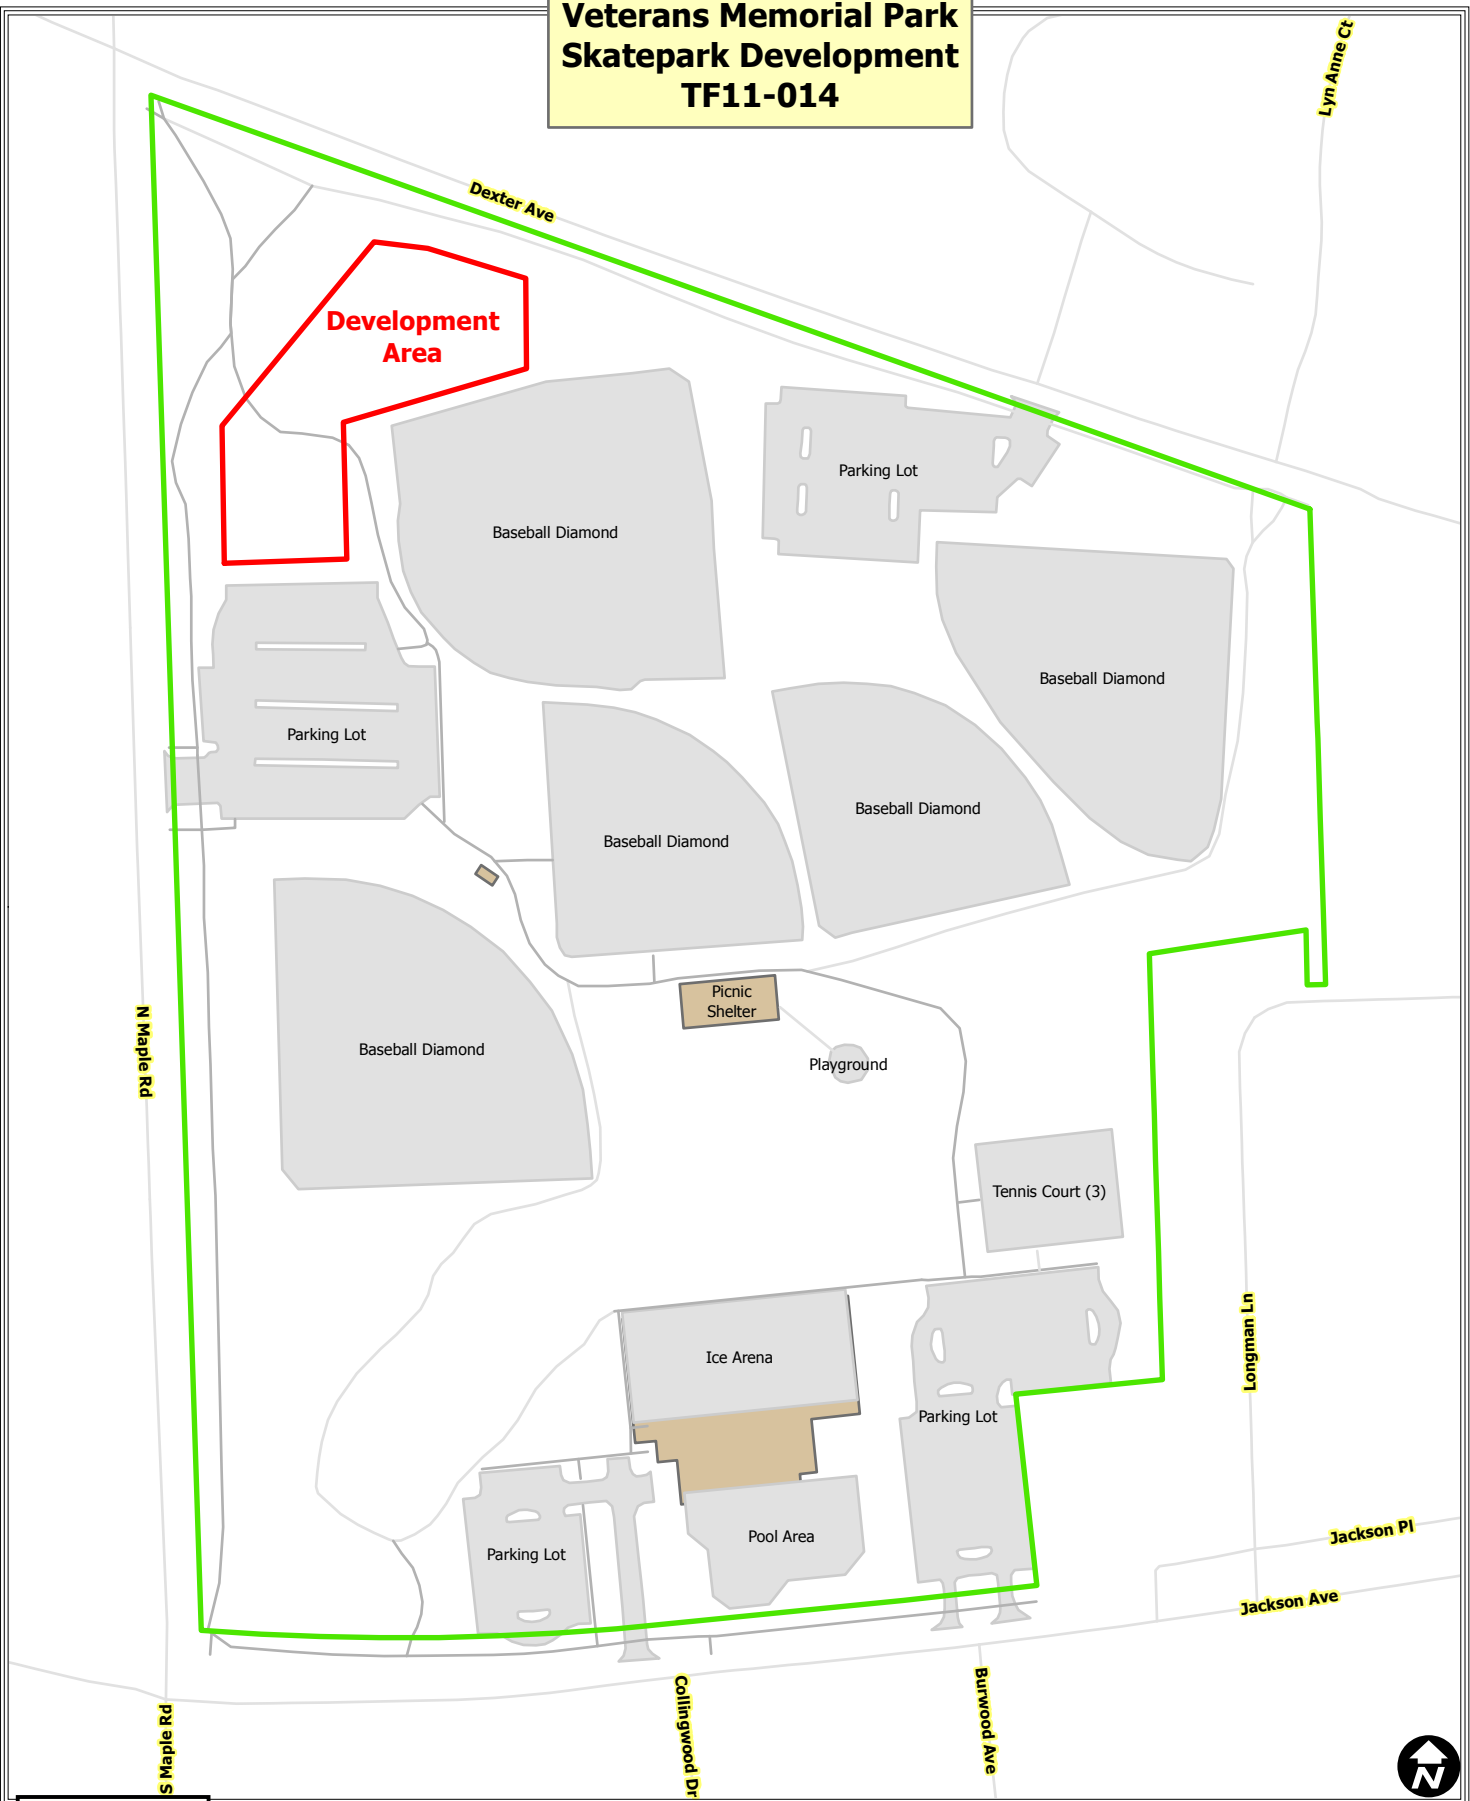 Veterans Memorial Park
Skatepark Development
TF11-014
Lyn Anne Ct
Dexter Ave
Development
Area
Parking Lot
Baseball Diamond
Baseball Diamond
Parking Lot
Baseball Diamond
Baseball Diamond
Picnic
Shelter
N Maple Rd
Baseball Diamond
Playground
Tennis Court (3)
Longman Ln
Ice Arena
Parking Lot
Pool Area
Parking Lot
Jackson Pl
Jackson Ave
S Maple Rd
Collingwood Dr
Burwood Ave
N